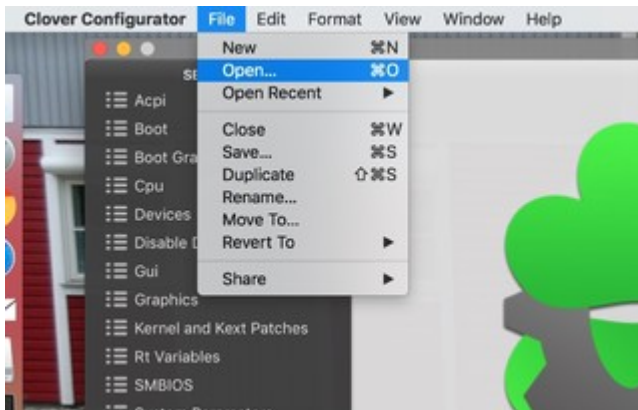 Clover Configurator File Edit Format View Window Help
New ⌘N
Open... ⌘O
Open Recent ▶
Close ⌘W
Save... ⌘S
Duplicate ⇧⌘S
Rename...
Move To...
Revert To ▶
Share ▶
Acpi
Boot
Boot Gra
Cpu
Devices
Disable
Gui
Graphics
Kernel and Kext Patches
Rt Variables
SMBIOS